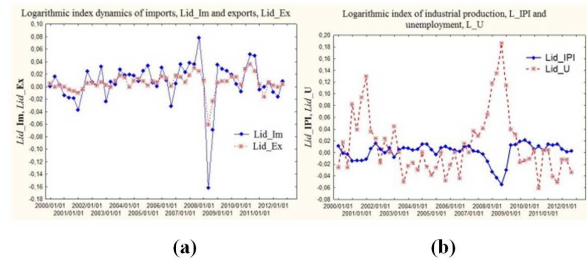 Logarithmic index dynamics of imports, Lid_Im and exports, Lid_Ex
0,10
0,08
0,06
0,04
0,02
0,00
-0,02
-0,04
-0,06
-0,08
-0,10
-0,12
-0,14
-0,16
-0,18
Lid_Im, Lid_Ex
Lid_Im
Lid_Ex
2000/01/01 2002/01/01 2004/01/01 2006/01/01 2008/01/01 2010/01/01 2012/01/01
2001/01/01 2003/01/01 2005/01/01 2007/01/01 2009/01/01 2011/01/01
(a)
Logarithmic index of industrial production, L_IPI and
unemployment, L_U
0,20
0,18
0,16
0,14
0,12
0,10
0,08
0,06
0,04
0,02
0,00
-0,02
-0,04
-0,06
-0,08
Lid_IPI, Lid_U
Lid_IPI
Lid_U
2000/01/01 2002/01/01 2004/01/01 2006/01/01 2008/01/01 2010/01/01 2012/01/01
2001/01/01 2003/01/01 2005/01/01 2007/01/01 2009/01/01 2011/01/01
(b)